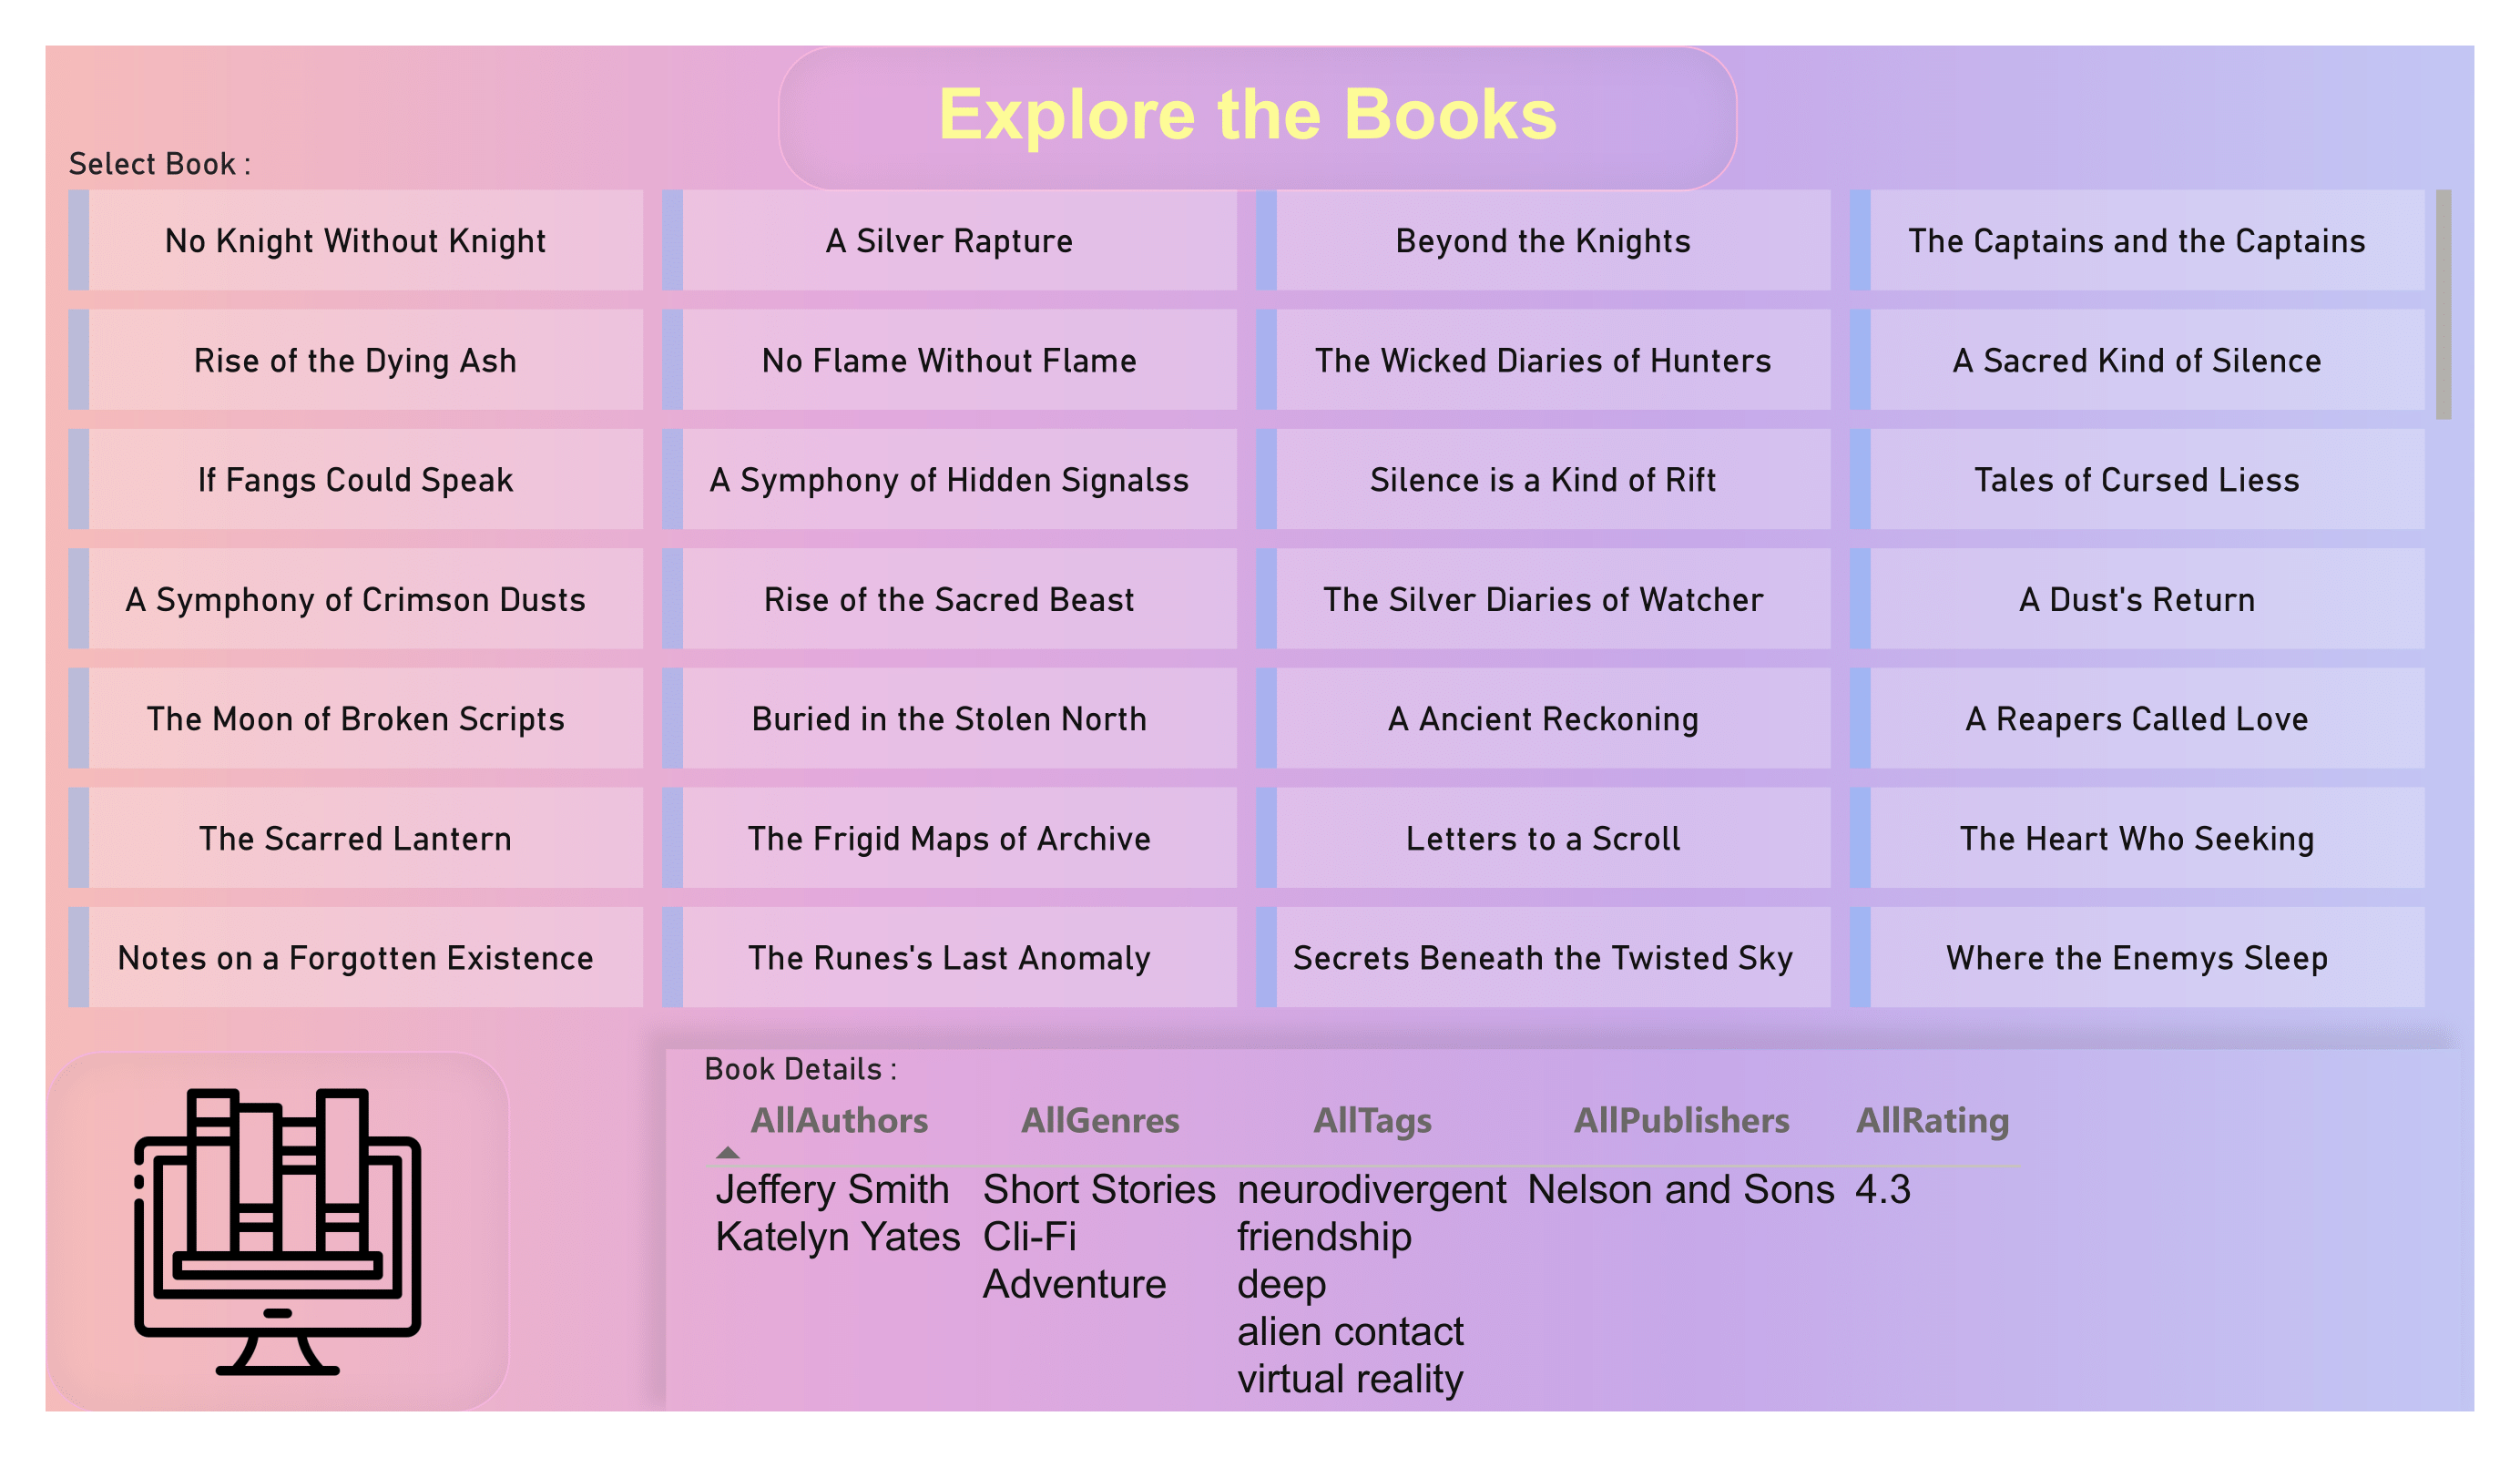 Explore the Books
Select Book :
No Knight Without Knight
A Silver Rapture
Beyond the Knights
The Captains and the Captains
Rise of the Dying Ash
No Flame Without Flame
The Wicked Diaries of Hunters
A Sacred Kind of Silence
If Fangs Could Speak
A Symphony of Hidden Signalss
Silence is a Kind of Rift
Tales of Cursed Liess
A Symphony of Crimson Dusts
Rise of the Sacred Beast
The Silver Diaries of Watcher
A Dust's Return
The Moon of Broken Scripts
Buried in the Stolen North
A Ancient Reckoning
A Reapers Called Love
The Scarred Lantern
The Frigid Maps of Archive
Letters to a Scroll
The Heart Who Seeking
Notes on a Forgotten Existence
The Runes's Last Anomaly
Secrets Beneath the Twisted Sky
Where the Enemys Sleep
Book Details :
AllAuthors AllGenres AllTags AllPublishers AllRating
Jeffery Smith Short Stories neurodivergent Nelson and Sons 4.3
Katelyn Yates Cli-Fi friendship
Adventure deep
alien contact
virtual reality